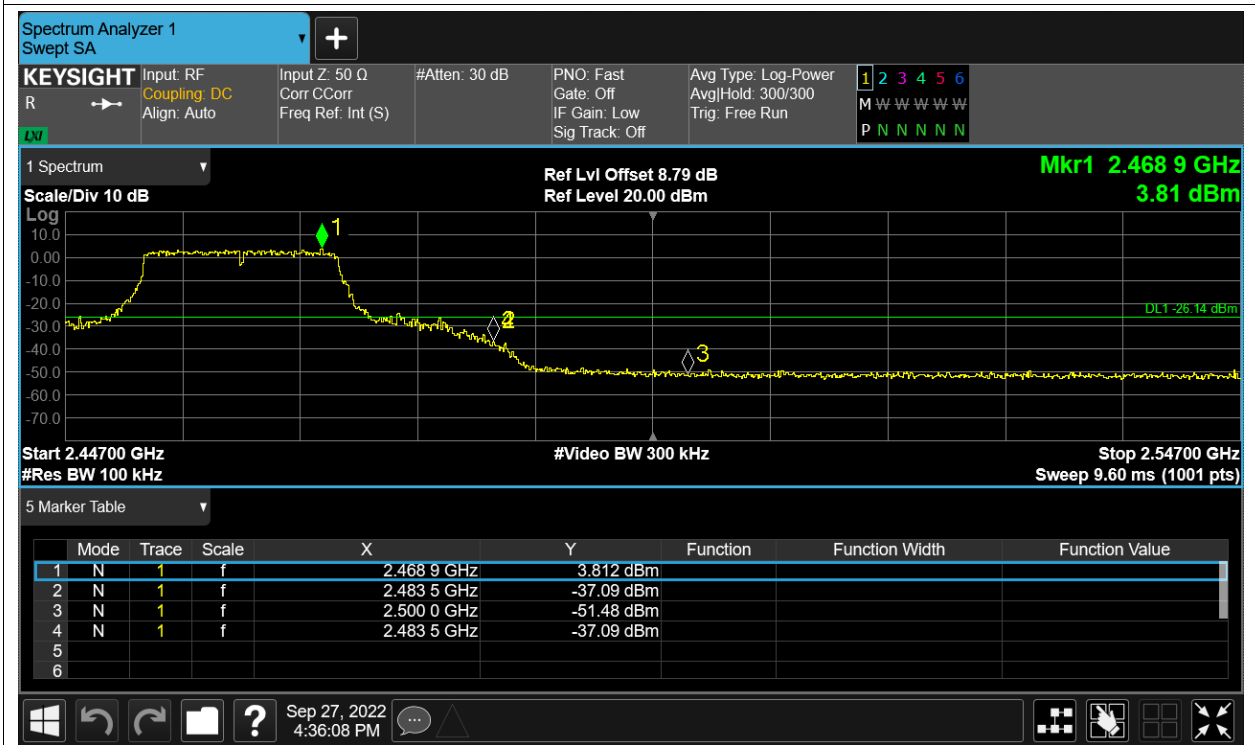 Spectrum Analyzer 1
Swept SA
+
KEYSIGHT Input: RF Input Z: 50 Ω #Atten: 30 dB PNO: Fast Avg Type: Log-Power 1 2 3 4 5 6
R Coupling: DC Corr CCorr Gate: Off Avg|Hold: 300/300 M W W W W W
Align: Auto Freq Ref: Int (S) IF Gain: Low Trig: Free Run
LXI Sig Track: Off P N N N N N
1 Spectrum Ref Lvl Offset 8.79 dB Mkr1 2.468 9 GHz
Scale/Div 10 dB Ref Level 20.00 dBm 3.81 dBm
Log
10.0
0.00
-10.0
-20.0
-30.0
-40.0
-50.0
-60.0
-70.0
1
3
DL1 -26.14 dBm
Start 2.44700 GHz #Video BW 300 kHz Stop 2.54700 GHz
#Res BW 100 kHz Sweep 9.60 ms (1001 pts)
5 Marker Table
Mode Trace Scale X Y Function Function Width Function Value
1 N 1 f 2.468 9 GHz 3.812 dBm
2 N 1 f 2.483 5 GHz -37.09 dBm
3 N 1 f 2.500 0 GHz -51.48 dBm
4 N 1 f 2.483 5 GHz -37.09 dBm
5
6
? Sep 27, 2022
4:36:08 PM